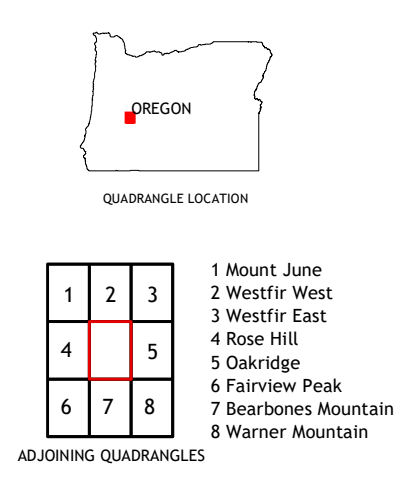 OREGON
QUADRANGLE LOCATION
1 2 3
4 5
6 7 8
ADJOINING QUADRANGLES
1 Mount June
2 Westfir West
3 Westfir East
4 Rose Hill
5 Oakridge
6 Fairview Peak
7 Bearbones Mountain
8 Warner Mountain